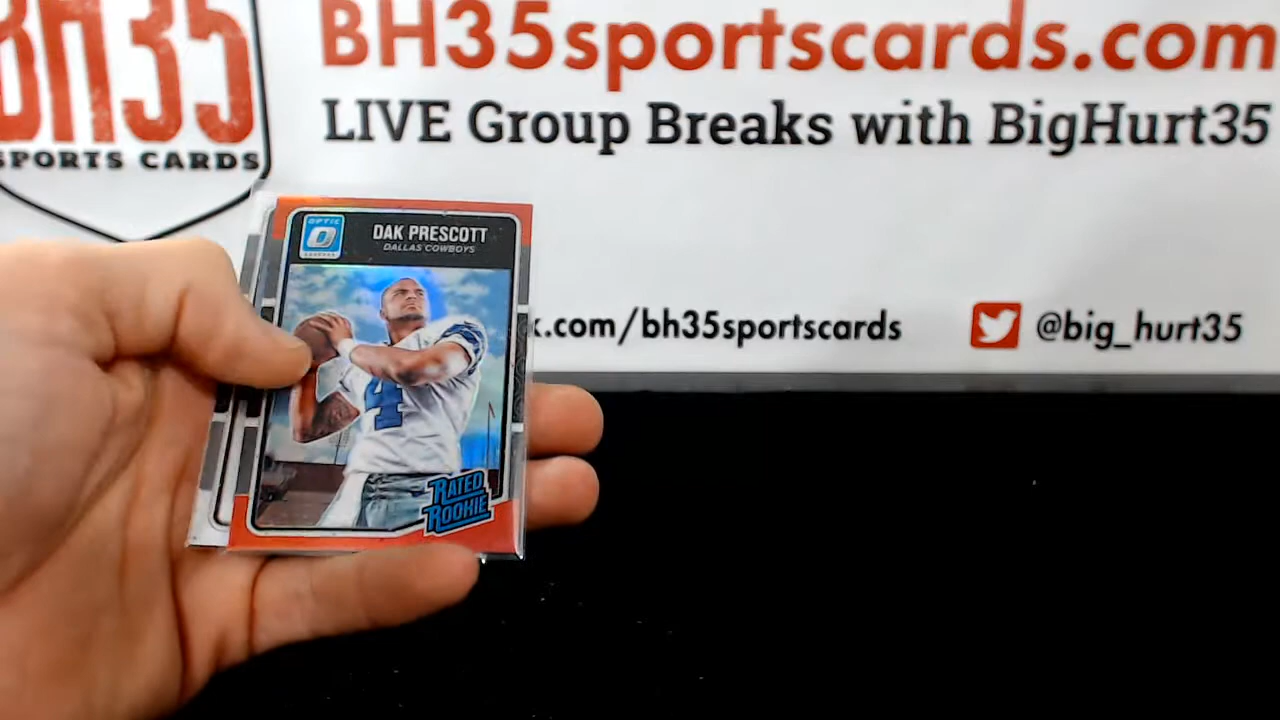 BH35
SPORTS CARDS
BH35sportscards.com
LIVE Group Breaks with BigHurt35
.com/bh35sportscards
@big_hurt35
OPTIC
DAK PRESCOTT
DALLAS COWBOYS
4
RATED
ROOKIE